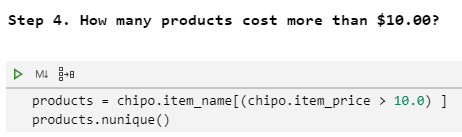 Step 4. How many products cost more than $10.00?
M↓
products = chipo.item_name[(chipo.item_price > 10.0) ]
products.nunique()